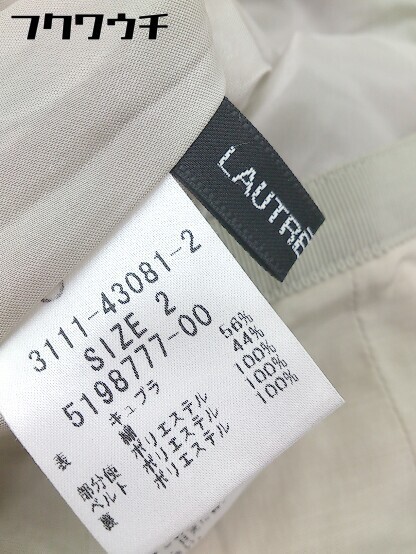 フクワウチ
LAUTRE
3111-43081-2
SIZE 2
5198777-00
表 キュプラ 56%
綿 44%
部分使 ポリエステル 100%
ベルト ポリエステル 100%
裏 ポリエステル 100%